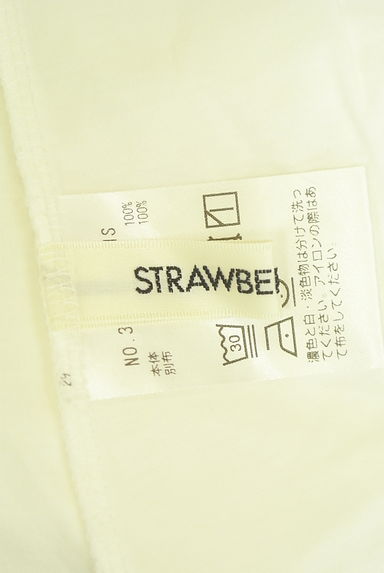 STRAWBE
NO. 3
本体 100%
別布 100%
30
濃色と白・淡色物は分けて洗っ
てください。アイロンの際はあ
て布をしてください。